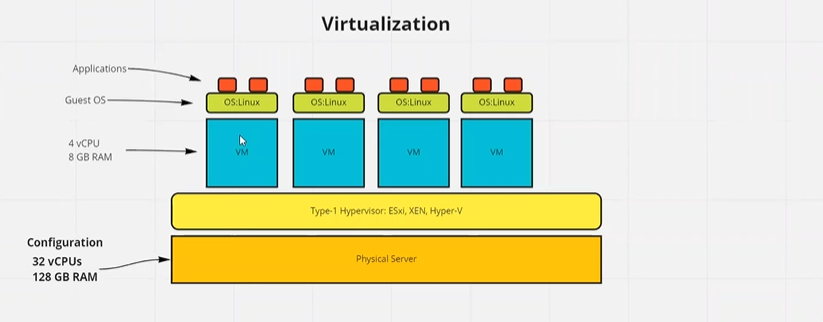 Virtualization
Applications
Guest OS
OS:Linux OS:Linux OS:Linux OS:Linux
4 vCPU
8 GB RAM
VM VM VM VM
Type-1 Hypervisor: ESxi, XEN, Hyper-V
Configuration
32 vCPUs
128 GB RAM
Physical Server